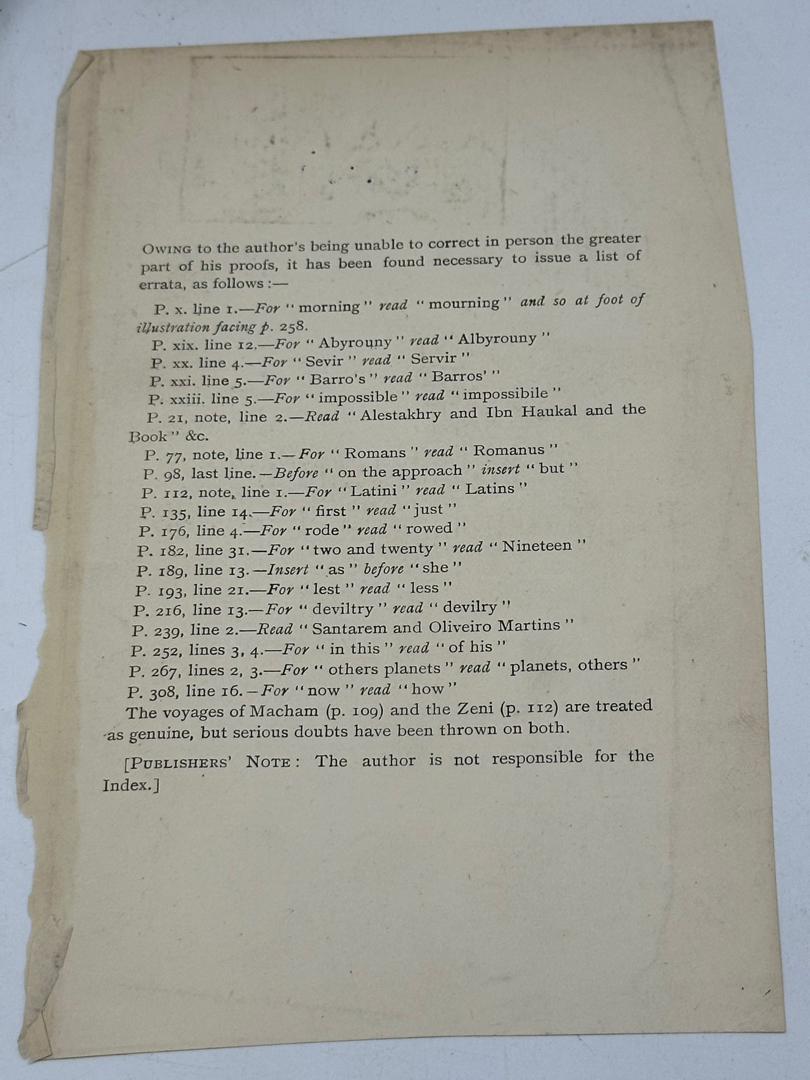 OWING to the author's being unable to correct in person the greater
part of his proofs, it has been found necessary to issue a list of
errata, as follows :—
P. x. line 1.—For “ morning ” read “ mourning ” and so at foot of
illustration facing p. 258.
P. xix. line 12.—For “ Abyrouny ” read “ Albyrouny ”
P. xx. line 4.—For “ Sevir ” read “ Servir ”
P. xxi. line 5.—For “ Barro's ” read “ Barros' ”
P. xxiii. line 5.—For “ impossible ” read “ impossibile ”
P. 21, note, line 2.—Read “ Alestakhry and Ibn Haukal and the
Book ” &c.
P. 77, note, line 1.—For “ Romans ” read “ Romanus ”
P. 98, last line.—Before “ on the approach ” insert “ but ”
P. 112, note, line 1.—For “ Latini ” read “ Latins ”
P. 135, line 14.—For “ first ” read “ just ”
P. 176, line 4.—For “ rode ” read “ rowed ”
P. 182, line 31.—For “ two and twenty ” read “ Nineteen ”
P. 189, line 13.—Insert “ as ” before “ she ”
P. 193, line 21.—For “ lest ” read “ less ”
P. 216, line 13.—For “ deviltry ” read “ devilry ”
P. 239, line 2.—Read “ Santarem and Oliveiro Martins ”
P. 252, lines 3, 4.—For “ in this ” read “ of his ”
P. 267, lines 2, 3.—For “ others planets ” read “ planets, others ”
P. 308, line 16.—For “ now ” read “ how ”
The voyages of Macham (p. 109) and the Zeni (p. 112) are treated
as genuine, but serious doubts have been thrown on both.
[PUBLISHERS' NOTE : The author is not responsible for the
Index.]